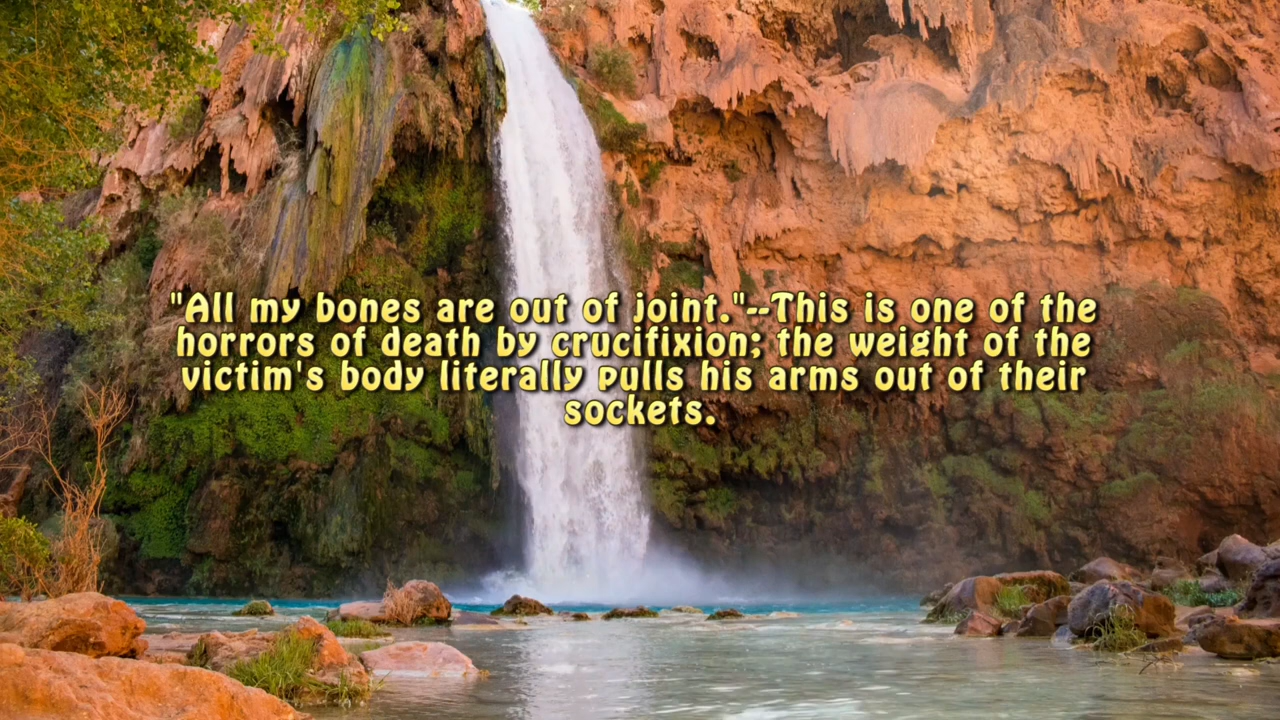 "All my bones are out of joint."--This is one of the
horrors of death by crucifixion; the weight of the
victim's body literally pulls his arms out of their
sockets.